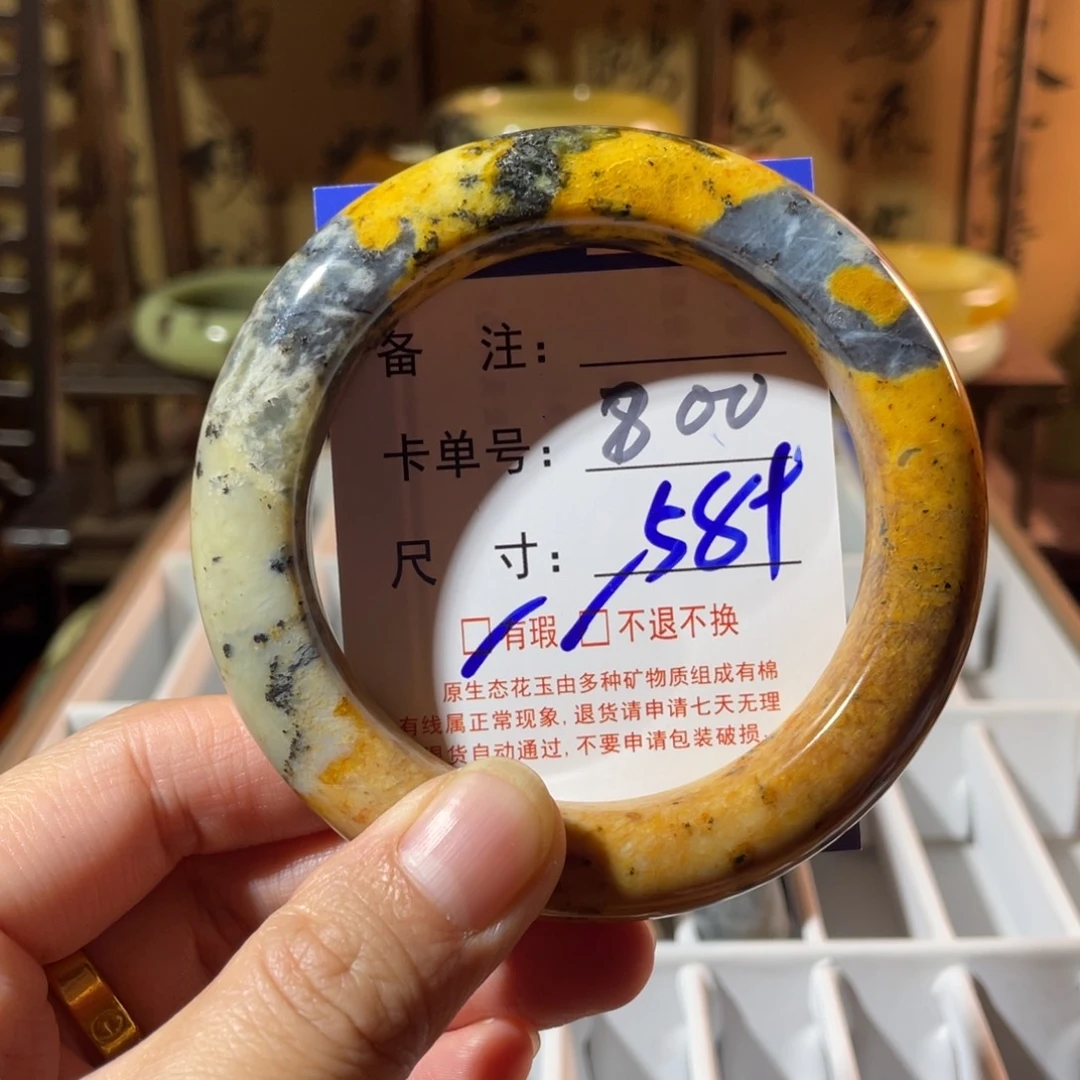 备 注：
卡单号：800
尺 寸：58+
有瑕 不退不换
原生态花玉由多种矿物质组成有棉
有线属正常现象，退货请申请七天无理
退货自动通过，不要申请包装破损。